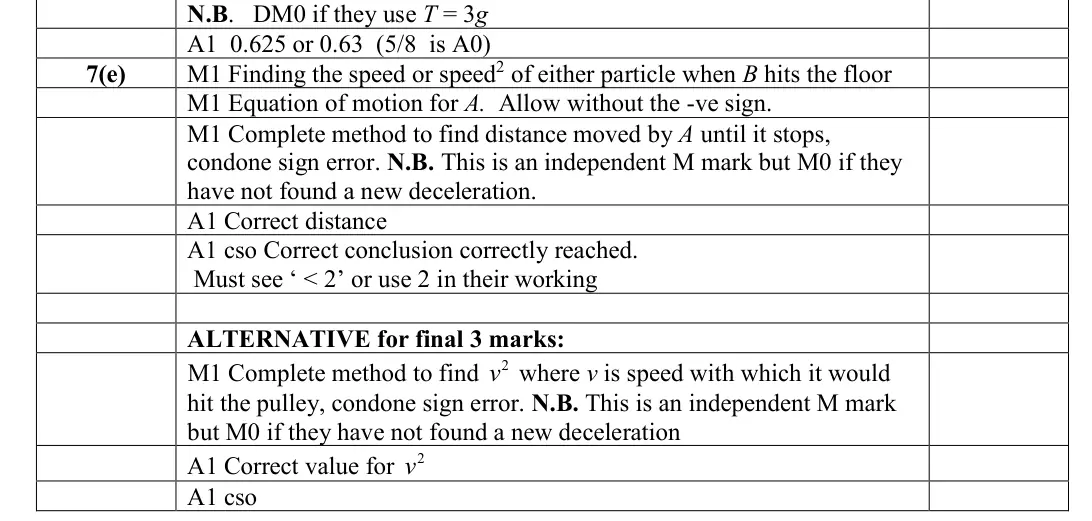 N.B. DM0 if they use T = 3g
A1 0.625 or 0.63 (5/8 is A0)
7(e) M1 Finding the speed or speed² of either particle when B hits the floor
M1 Equation of motion for A. Allow without the -ve sign.
M1 Complete method to find distance moved by A until it stops,
condone sign error. N.B. This is an independent M mark but M0 if they
have not found a new deceleration.
A1 Correct distance
A1 cso Correct conclusion correctly reached.
Must see ‘ < 2’ or use 2 in their working
ALTERNATIVE for final 3 marks:
M1 Complete method to find v² where v is speed with which it would
hit the pulley, condone sign error. N.B. This is an independent M mark
but M0 if they have not found a new deceleration
A1 Correct value for v²
A1 cso